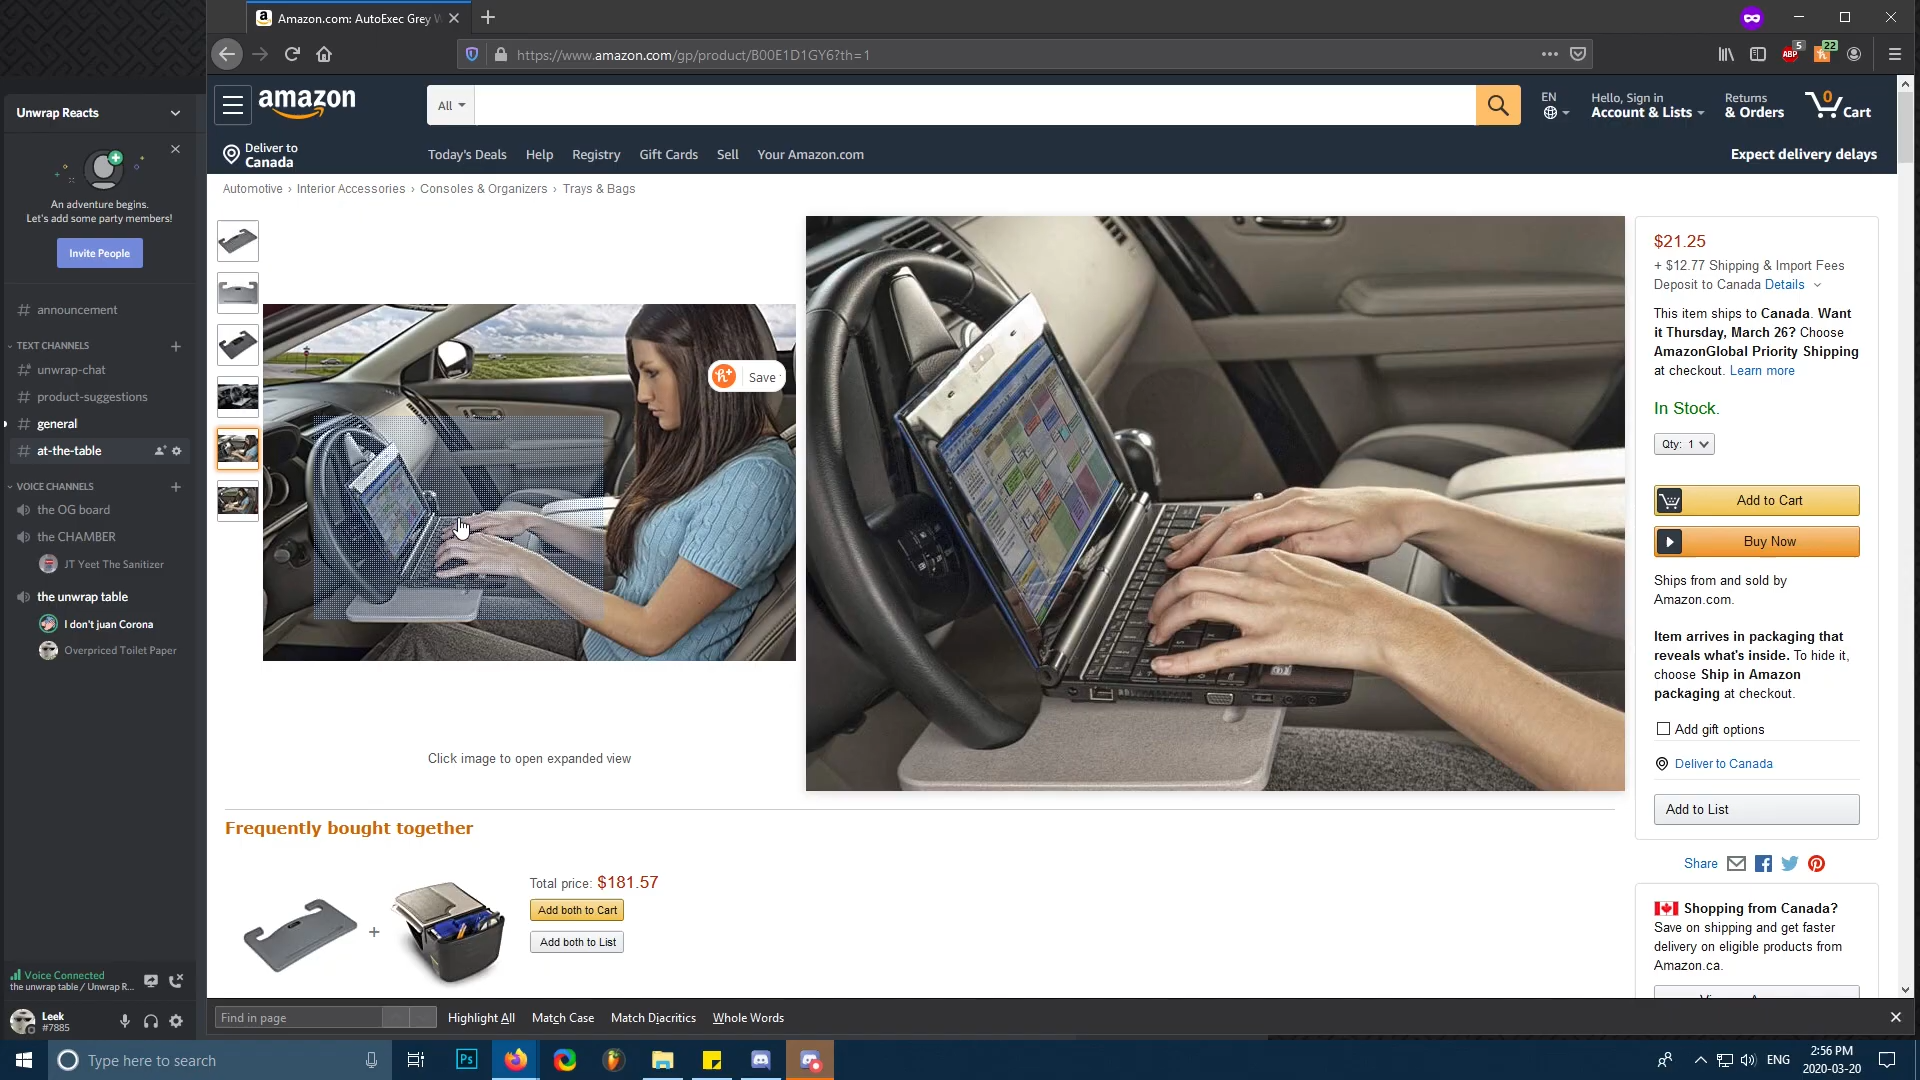 Amazon.com: AutoExec Grey W
https://www.amazon.com/gp/product/B00E1D1GY6?th=1
ABP
5
22
Unwrap Reacts
An adventure begins.
Let's add some party members!
Invite People
announcement
TEXT CHANNELS
unwrap-chat
product-suggestions
general
at-the-table
VOICE CHANNELS
the OG board
the CHAMBER
JT Yeet The Sanitizer
the unwrap table
I don't juan Corona
Overpriced Toilet Paper
Voice Connected
the unwrap table / Unwrap R...
Leek
#7885
amazon
All
EN
Hello, Sign in
Account & Lists
Returns
& Orders
0
Cart
Deliver to
Canada
Today's Deals
Help
Registry
Gift Cards
Sell
Your Amazon.com
Expect delivery delays
Automotive › Interior Accessories › Consoles & Organizers › Trays & Bags
Save
Click image to open expanded view
$21.25
+ $12.77 Shipping & Import Fees
Deposit to Canada Details
This item ships to Canada. Want
it Thursday, March 26? Choose
AmazonGlobal Priority Shipping
at checkout. Learn more
In Stock.
Qty: 1
Add to Cart
Buy Now
Ships from and sold by
Amazon.com.
Item arrives in packaging that
reveals what's inside. To hide it,
choose Ship in Amazon
packaging at checkout.
Add gift options
Deliver to Canada
Add to List
Share
Shopping from Canada?
Save on shipping and get faster
delivery on eligible products from
Amazon.ca.
Frequently bought together
+
Total price: $181.57
Add both to Cart
Add both to List
Find in page
Highlight All
Match Case
Match Diacritics
Whole Words
Type here to search
Ps
ENG
2:56 PM
2020-03-20